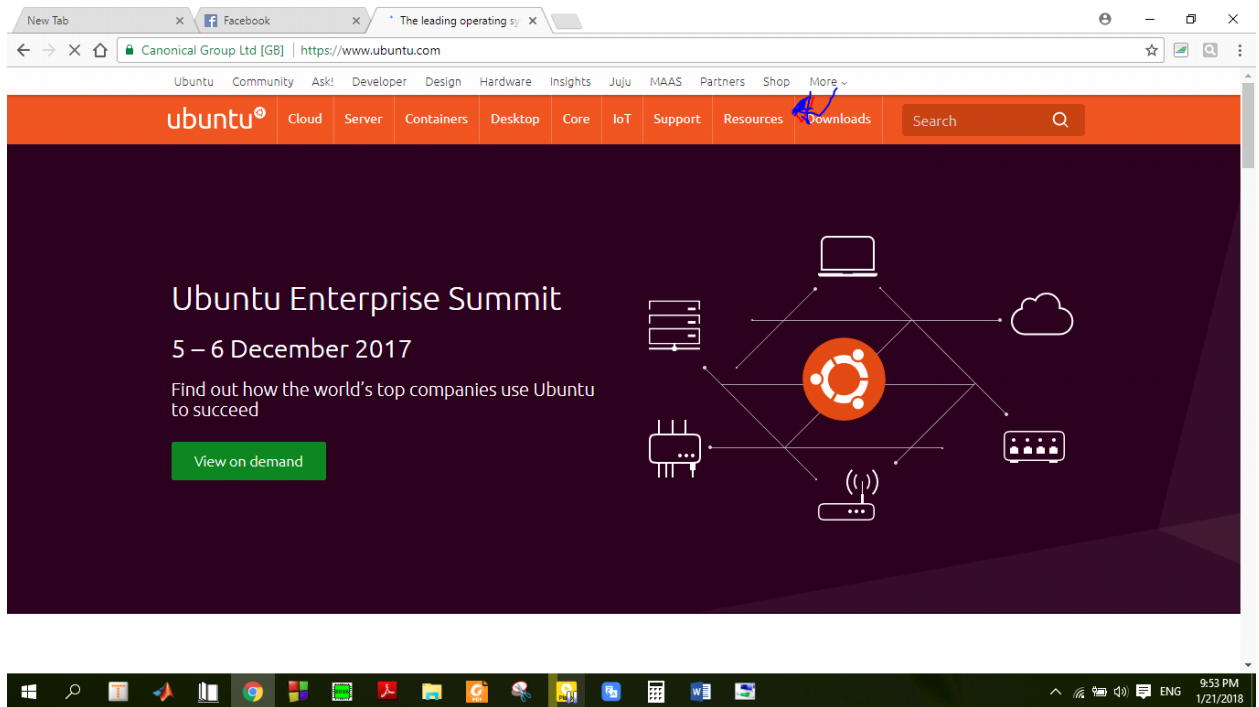 New Tab
Facebook
The leading operating sy
Canonical Group Ltd [GB] https://www.ubuntu.com
Ubuntu Community Ask! Developer Design Hardware Insights Juju MAAS Partners Shop More
ubuntu Cloud Server Containers Desktop Core IoT Support Resources Downloads Search
Ubuntu Enterprise Summit
5 – 6 December 2017
Find out how the world's top companies use Ubuntu
to succeed
View on demand
ENG
9:53 PM
1/21/2018